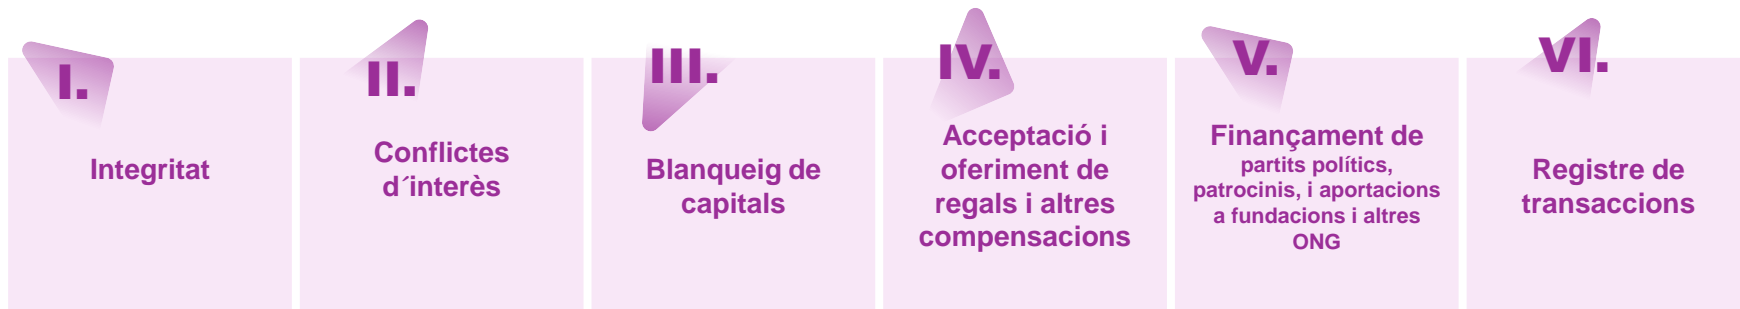 I.
Integritat
II.
Conflictes
d´interès
III.
Blanqueig de
capitals
IV.
Acceptació i
oferiment de
regals i altres
compensacions
V.
Finançament de
partits polítics,
patrocinis, i aportacions
a fundacions i altres
ONG
VI.
Registre de
transaccions